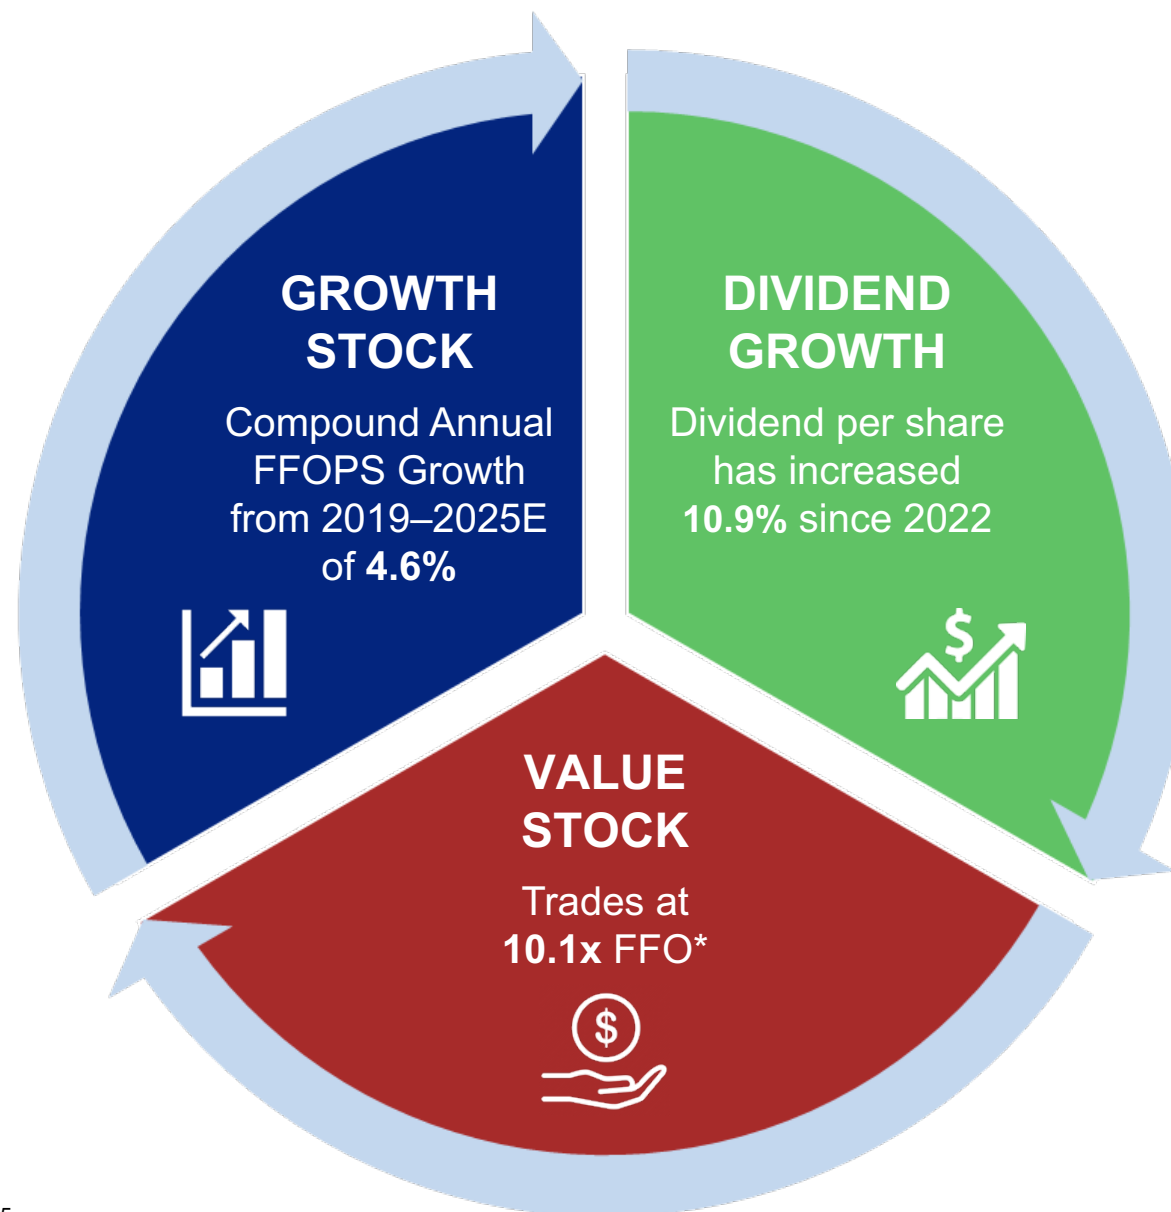 GROWTH
STOCK
Compound Annual
FFOPS Growth
from 2019–2025E
of 4.6%
DIVIDEND
GROWTH
Dividend per share
has increased
10.9% since 2022
$
VALUE
STOCK
Trades at
10.1x FFO*
$